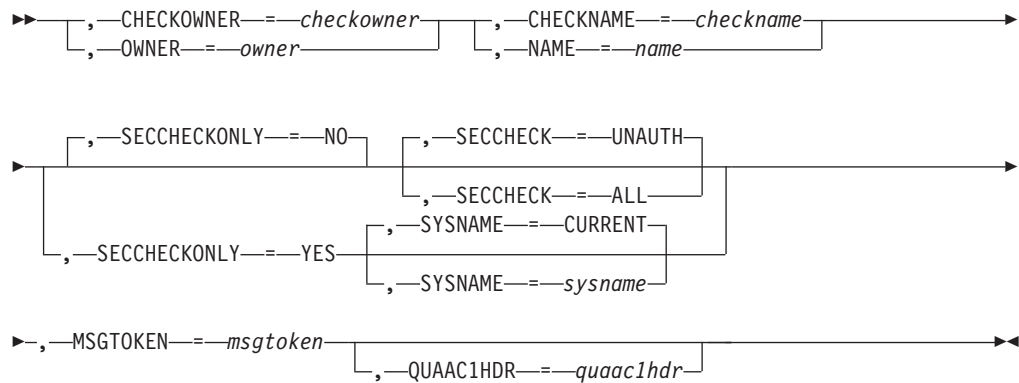 , CHECKOWNER = checkowner , CHECKNAME = checkname
, OWNER = owner , NAME = name
, SECCHECKONLY = NO , SECCHECK = UNAUTH
, SECCHECK = ALL
, SYSNAME = CURRENT
, SECCHECKONLY = YES
, SYSNAME = sysname
, MSGTOKEN = msgtoken
, QUAAC1HDR = quaac1hdr